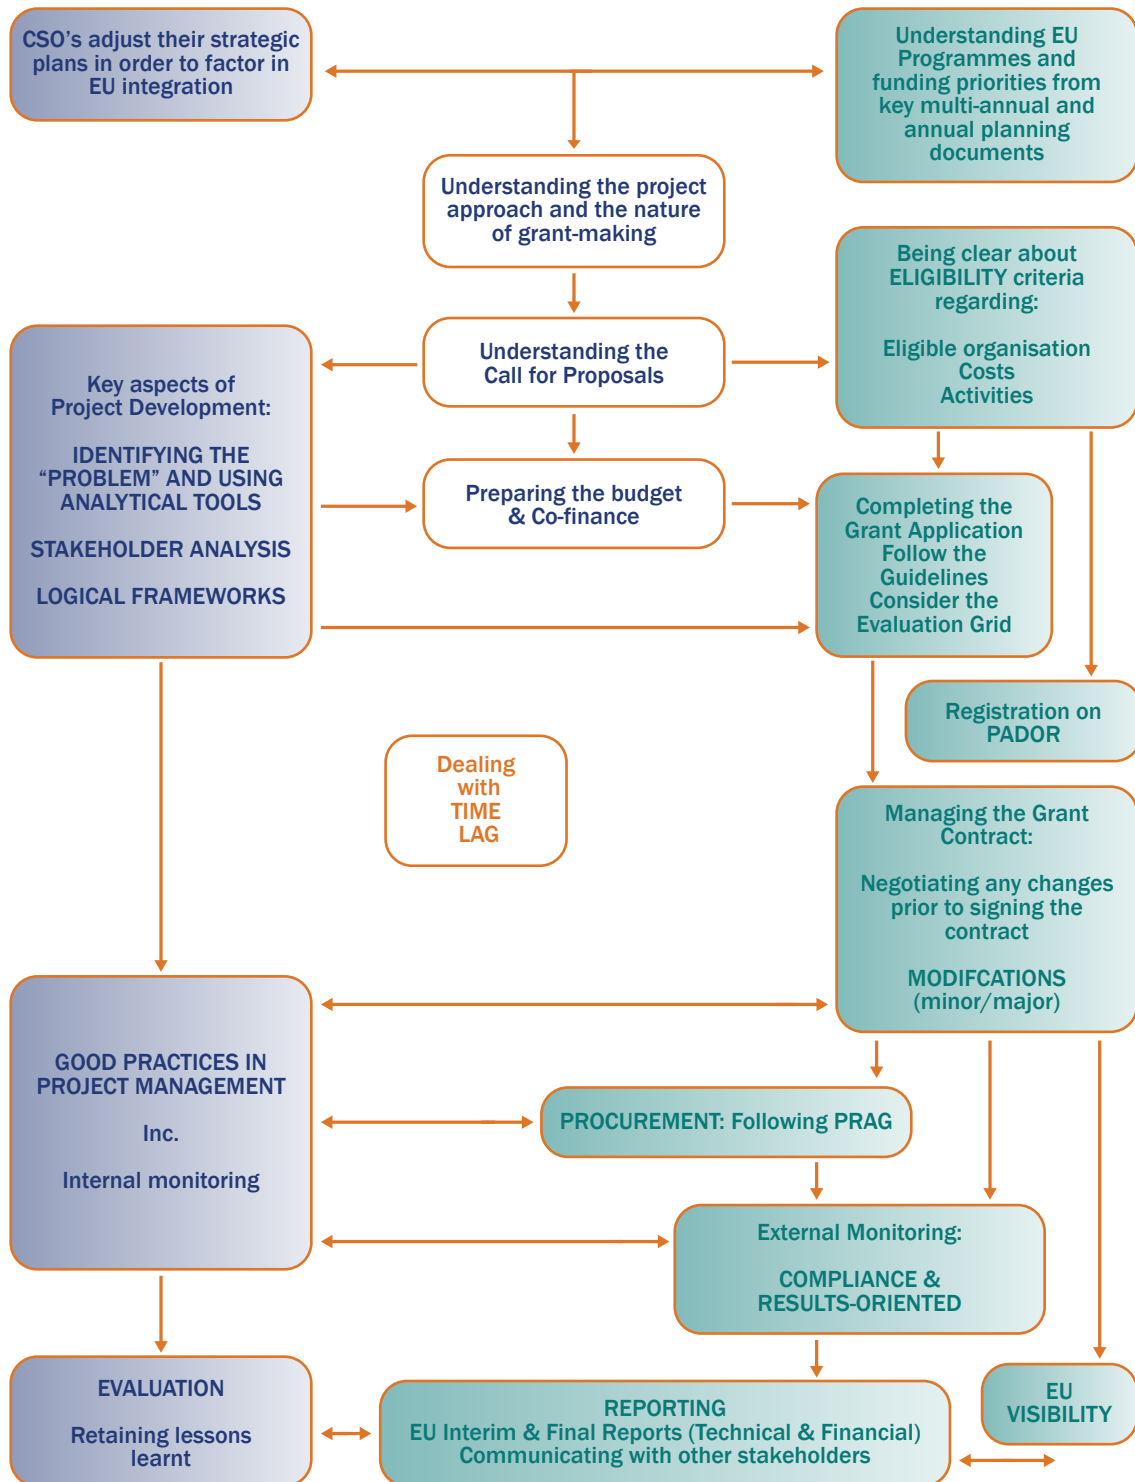 CSO's adjust their strategic
plans in order to factor in
EU integration
Understanding EU
Programmes and
funding priorities from
key multi-annual and
annual planning
documents
Understanding the project
approach and the nature
of grant-making
Being clear about
ELIGIBILITY criteria
regarding:
Eligible organisation
Costs
Activities
Understanding the
Call for Proposals
Key aspects of
Project Development:
IDENTIFYING THE
“PROBLEM” AND USING
ANALYTICAL TOOLS
STAKEHOLDER ANALYSIS
LOGICAL FRAMEWORKS
Preparing the budget
& Co-finance
Completing the
Grant Application
Follow the
Guidelines
Consider the
Evaluation Grid
Registration on
PADOR
Dealing
with
TIME
LAG
Managing the Grant
Contract:
Negotiating any changes
prior to signing the
contract
MODIFCATIONS
(minor/major)
GOOD PRACTICES IN
PROJECT MANAGEMENT
Inc.
Internal monitoring
PROCUREMENT: Following PRAG
External Monitoring:
COMPLIANCE &
RESULTS-ORIENTED
EVALUATION
Retaining lessons
learnt
REPORTING
EU Interim & Final Reports (Technical & Financial)
Communicating with other stakeholders
EU
VISIBILITY